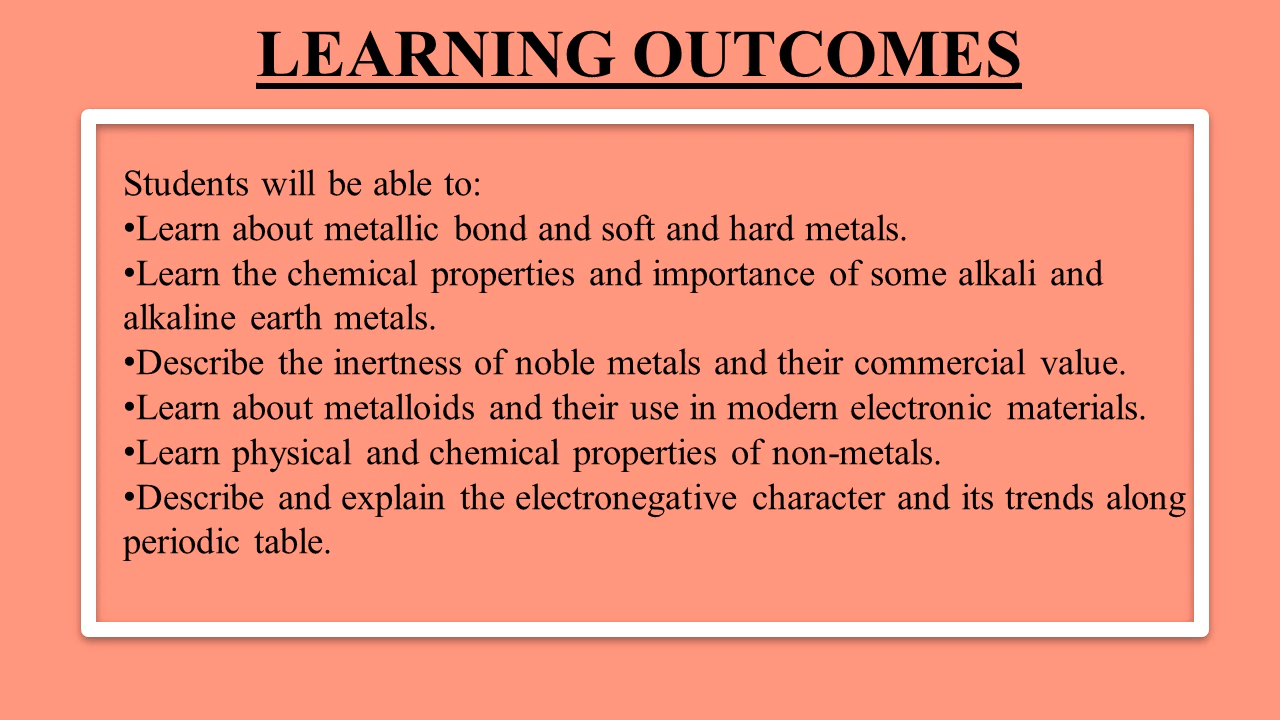 LEARNING OUTCOMES
Students will be able to:
•Learn about metallic bond and soft and hard metals.
•Learn the chemical properties and importance of some alkali and
alkaline earth metals.
•Describe the inertness of noble metals and their commercial value.
•Learn about metalloids and their use in modern electronic materials.
•Learn physical and chemical properties of non-metals.
•Describe and explain the electronegative character and its trends along
periodic table.